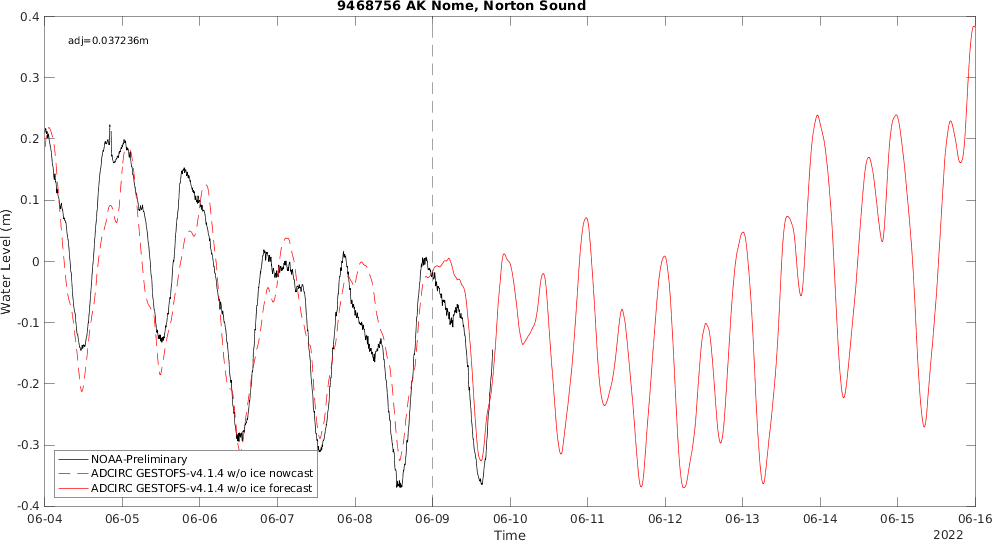 9468756 AK Nome, Norton Sound
adj=0.037236m
Water Level (m)
0.4
0.3
0.2
0.1
0
-0.1
-0.2
-0.3
-0.4
NOAA-Preliminary
ADCIRC GESTOFS-v4.1.4 w/o ice nowcast
ADCIRC GESTOFS-v4.1.4 w/o ice forecast
06-04 06-05 06-06 06-07 06-08 06-09 06-10 06-11 06-12 06-13 06-14 06-15 06-16
Time
2022